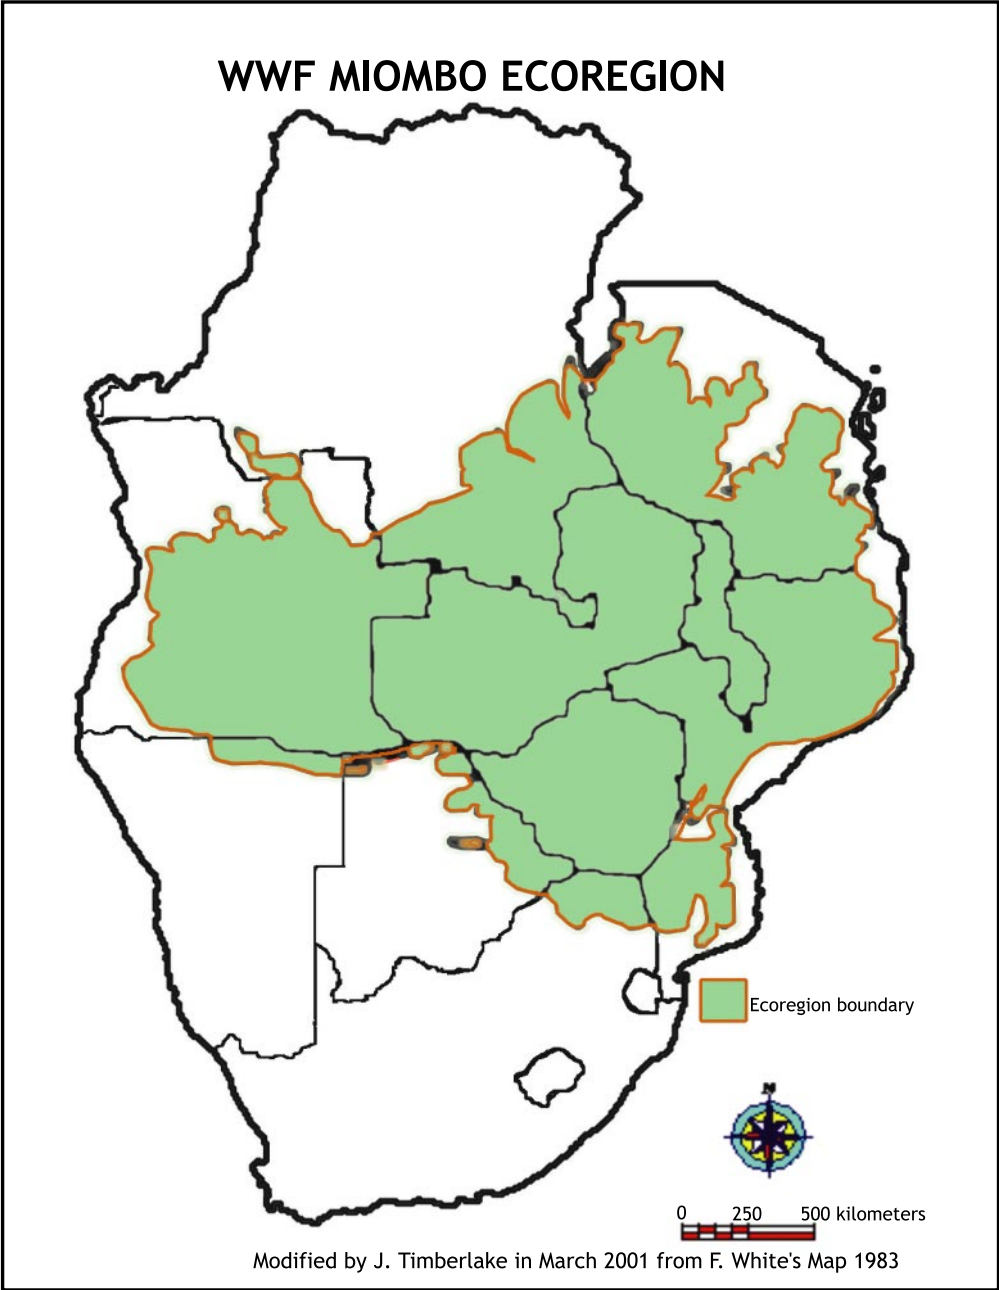 WWF MIOMBO ECOREGION
Ecoregion boundary
N
0 250 500 kilometers
Modified by J. Timberlake in March 2001 from F. White's Map 1983